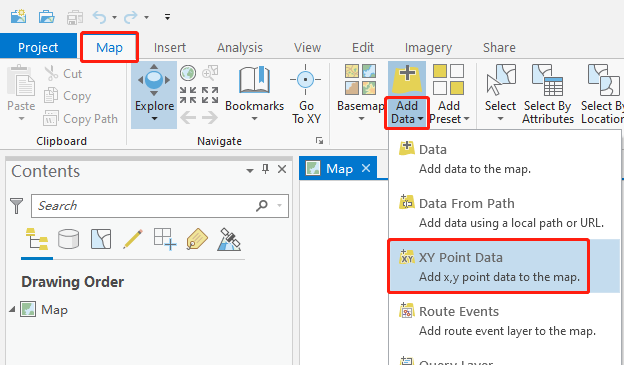 Project Map Insert Analysis View Edit Imagery Share
Paste
Cut
Copy
Copy Path
Clipboard
Explore
Bookmarks
Go
To XY
Navigate
Basemap
Add
Data
Add
Preset
Select
Select By
Attributes
Select By
Location
Contents
Search
Drawing Order
Map
Map
Data
Add data to the map.
Data From Path
Add data using a local path or URL.
XY
XY Point Data
Add x,y point data to the map.
Route Events
Add route event layer to the map.
Query Layer